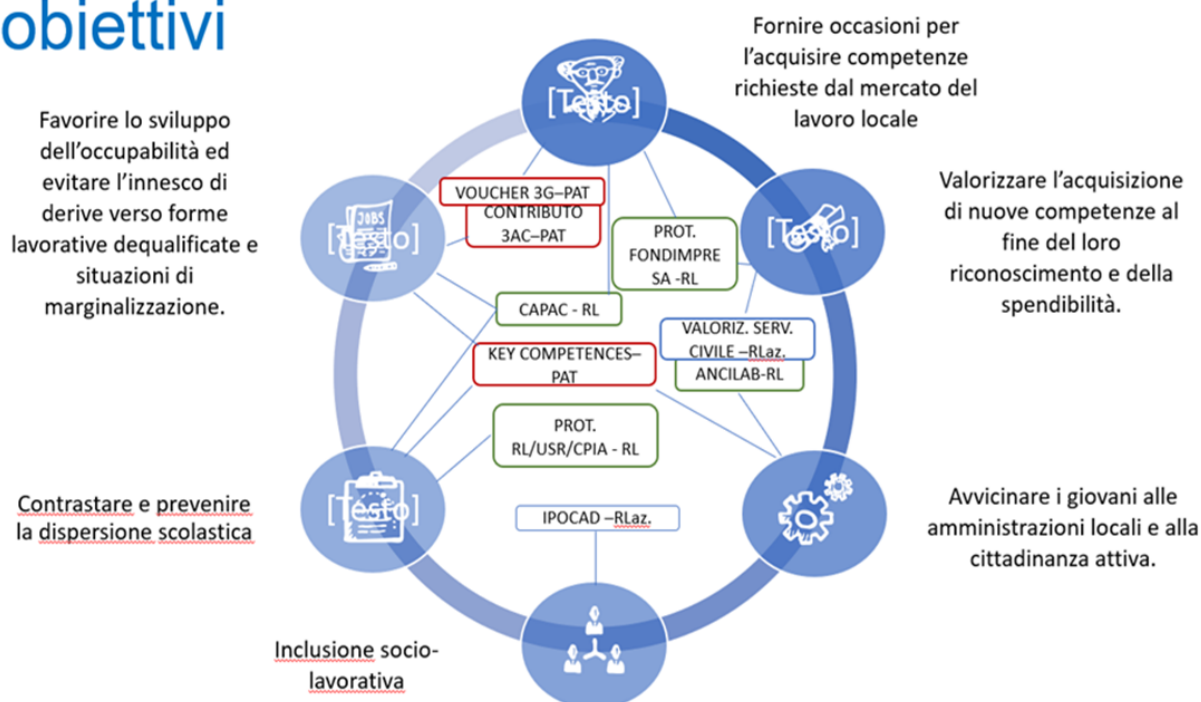 obiettivi
Fornire occasioni per
l’acquisire competenze
richieste dal mercato del
lavoro locale
[Testo]
Favorire lo sviluppo
dell’occupabilità ed
evitare l’innesco di
derive verso forme
lavorative dequalificate e
situazioni di
marginalizzazione.
[Testo]
VOUCHER 3G–PAT
CONTRIBUTO
3AC–PAT
PROT.
FONDIMPRE
SA -RL
[Testo]
Valorizzare l’acquisizione
di nuove competenze al
fine del loro
riconoscimento e della
spendibilità.
JOBS
CAPAC - RL
VALORIZ. SERV.
CIVILE –RLaz.
ANCILAB-RL
KEY COMPETENCES–
PAT
PROT.
RL/USR/CPIA - RL
Contrastare e prevenire
la dispersione scolastica
[Testo]
IPOCAD –RLaz.
Avvicinare i giovani alle
amministrazioni locali e alla
cittadinanza attiva.
Inclusione socio-
lavorativa